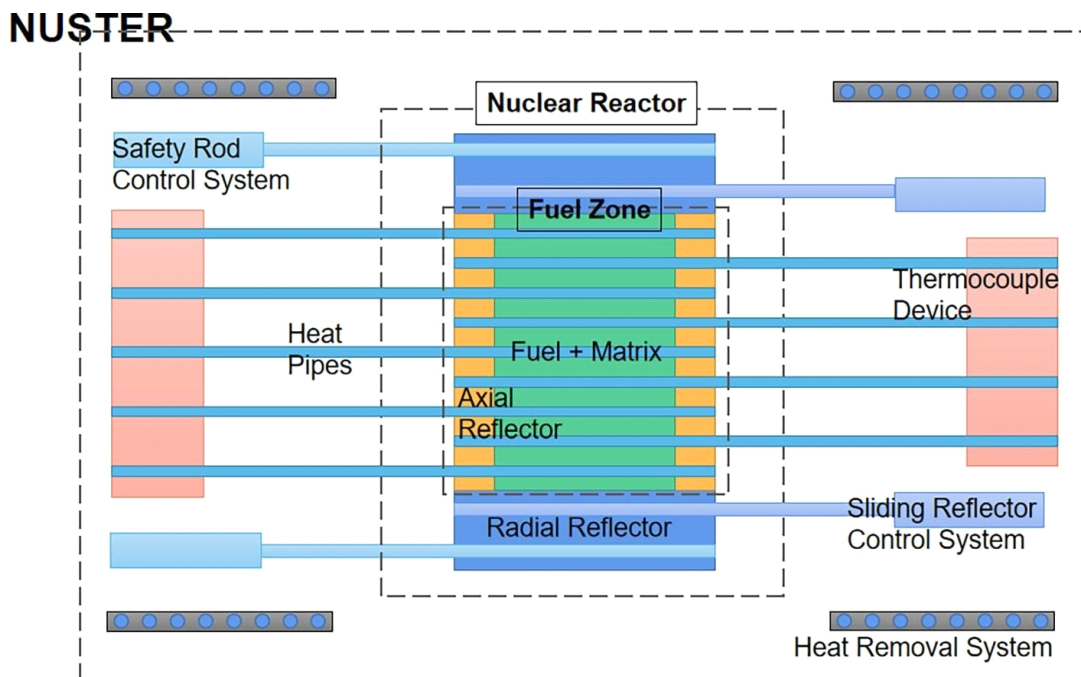 NUSTER
Nuclear Reactor
Safety Rod
Control System
Fuel Zone
Thermocouple
Device
Heat
Pipes
Fuel + Matrix
Axial
Reflector
Sliding Reflector
Control System
Radial Reflector
Heat Removal System